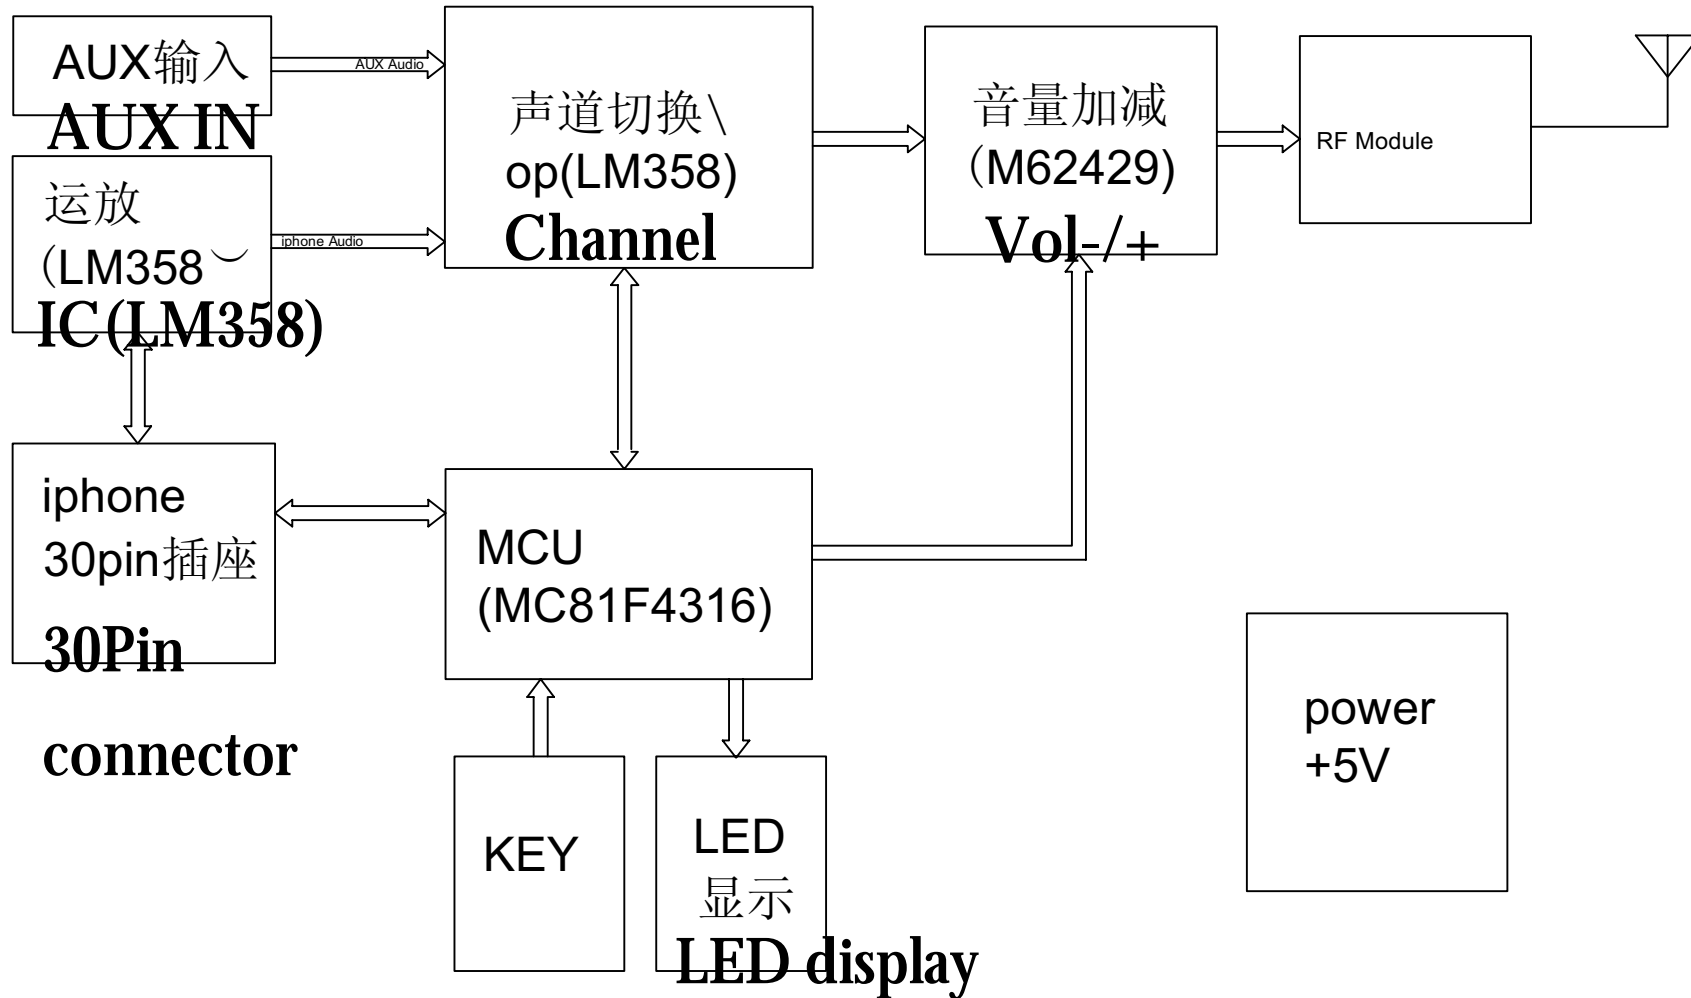 AUX输入
AUX IN
AUX Audio
声道切换\
op(LM358)
Channel
音量加减
(M62429)
Vol-/+
RF Module
运放
(LM358)
IC(LM358)
iphone Audio
iphone
30pin插座
30Pin
connector
MCU
(MC81F4316)
KEY
LED
显示
LED display
power
+5V